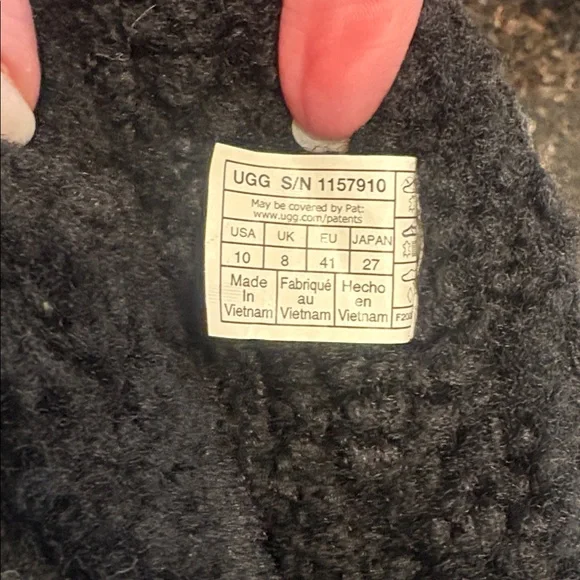 UGG S/N 1157910
May be covered by Pat:
www.ugg.com/patents
USA UK EU JAPAN
10 8 41 27
Made Fabriqué Hecho
In au en
Vietnam Vietnam Vietnam